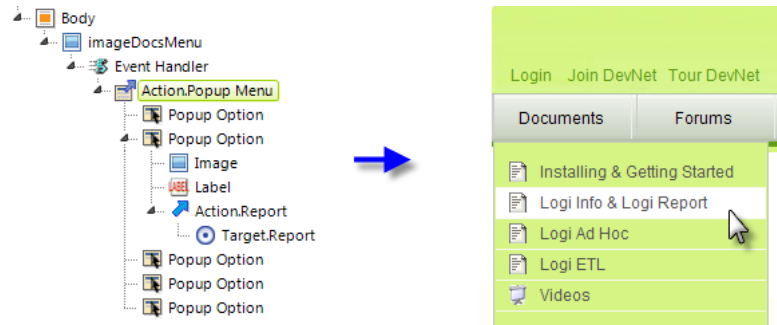 Body
imageDocsMenu
Event Handler
Action.Popup Menu
Popup Option
Popup Option
Image
LABEL Label
Action.Report
Target.Report
Popup Option
Popup Option
Popup Option
Login Join DevNet Tour DevNet
Documents Forums
Installing & Getting Started
Logi Info & Logi Report
Logi Ad Hoc
Logi ETL
Videos